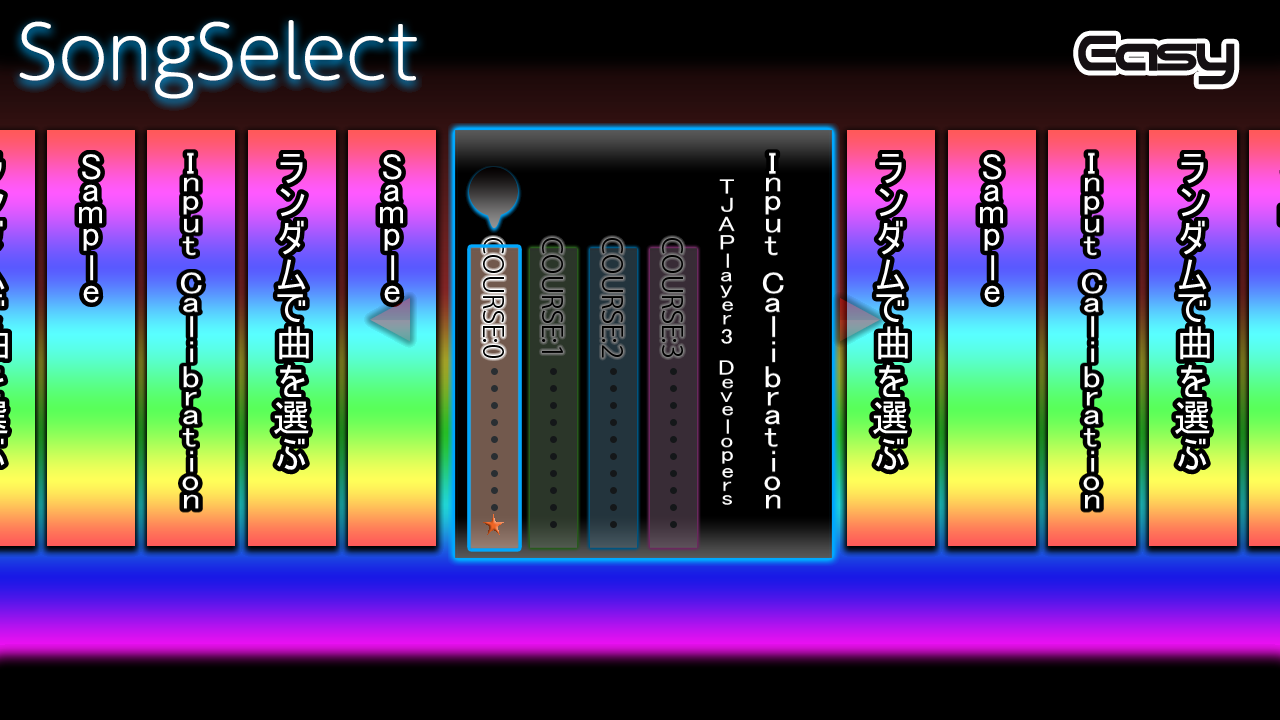 SongSelect
Easy
Sample
Input Calibration
ランダムで曲を選ぶ
Sample
COURSE:0
COURSE:1
COURSE:2
COURSE:3
TJAPlayer3 Developers
Input Calibration
ランダムで曲を選ぶ
Sample
Input Calibration
ランダムで曲を選ぶ